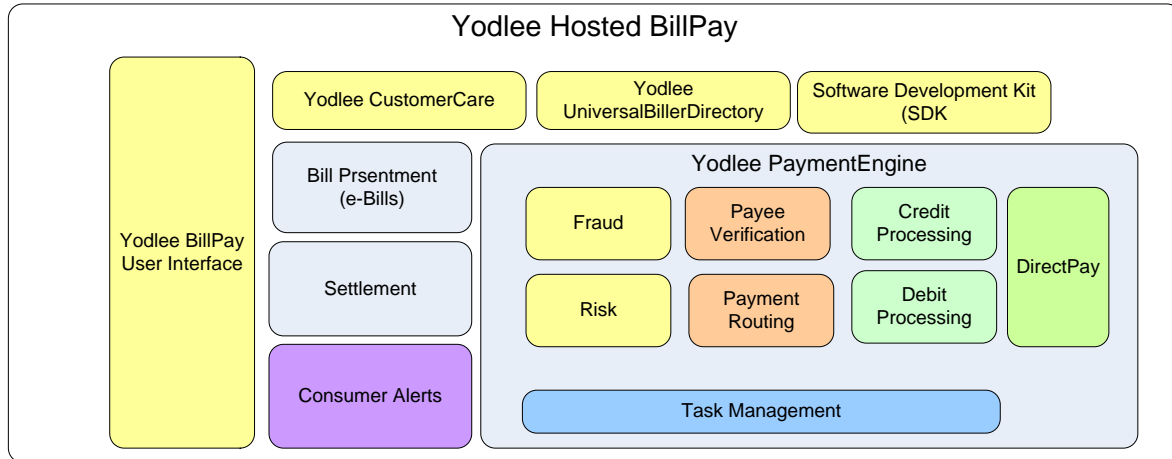 Yodlee Hosted BillPay
Yodlee BillPay
User Interface
Yodlee CustomerCare
Yodlee
UniversalBillerDirectory
Software Development Kit
(SDK
Bill Prsentment
(e-Bills)
Settlement
Consumer Alerts
Yodlee PaymentEngine
Fraud
Payee
Verification
Credit
Processing
DirectPay
Risk
Payment
Routing
Debit
Processing
Task Management